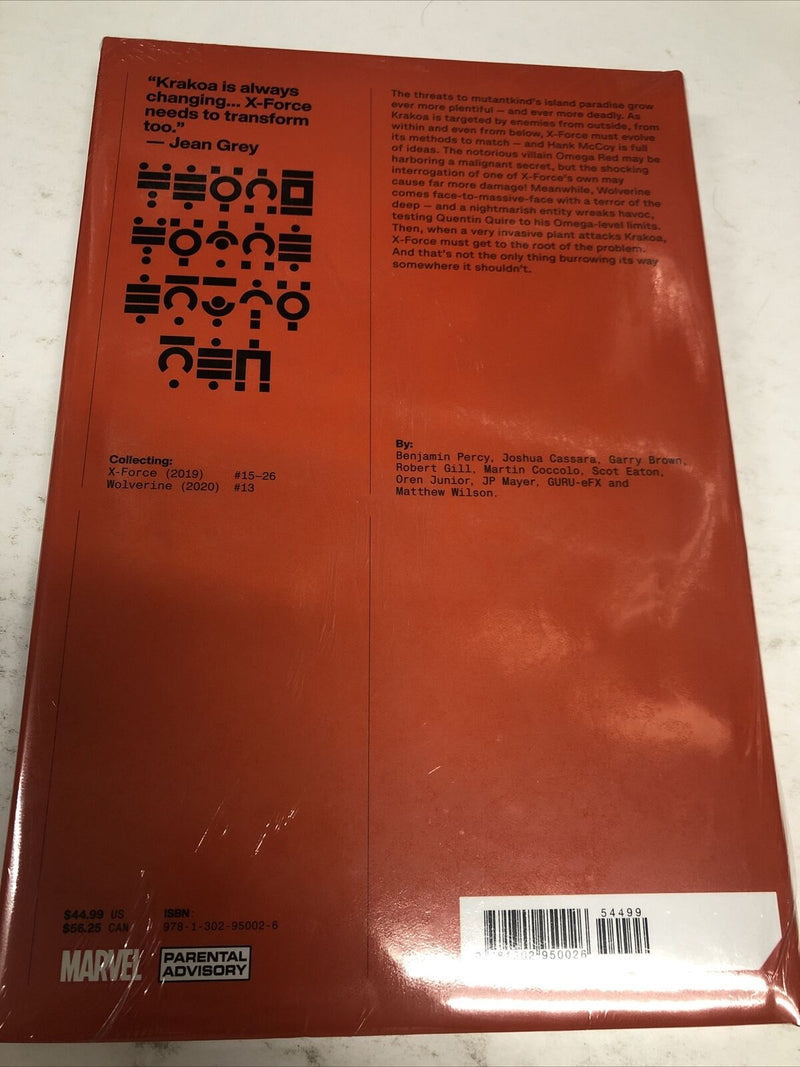 “Krakoa is always
changing... X-Force
needs to transform
too.”
— Jean Grey
The threats to mutantkind's island paradise grow
ever more plentiful — and ever more deadly. As
Krakoa is targeted by enemies from outside, from
within and even from below, X-Force must evolve
its methods to match — and Hank McCoy is full
of ideas. The notorious villain Omega Red may be
harboring a malignant secret, but the shocking
interrogation of one of X-Force's own may
cause far more damage! Meanwhile, Wolverine
comes face-to-massive-face with a terror of the
deep — and a nightmarish entity wreaks havoc,
testing Quentin Quire to his Omega-level limits.
Then, when a very invasive plant attacks Krakoa,
X-Force must get to the root of the problem.
And that's not the only thing burrowing its way
somewhere it shouldn't.
Collecting:
X-Force (2019) #15–26
Wolverine (2020) #13
By:
Benjamin Percy, Joshua Cassara, Garry Brown,
Robert Gill, Martin Coccolo, Scot Eaton,
Oren Junior, JP Mayer, GURU-eFX and
Matthew Wilson.
$44.99 US
$56.25 CAN
ISBN:
978-1-302-95002-6
MARVEL
PARENTAL
ADVISORY
54499
950026